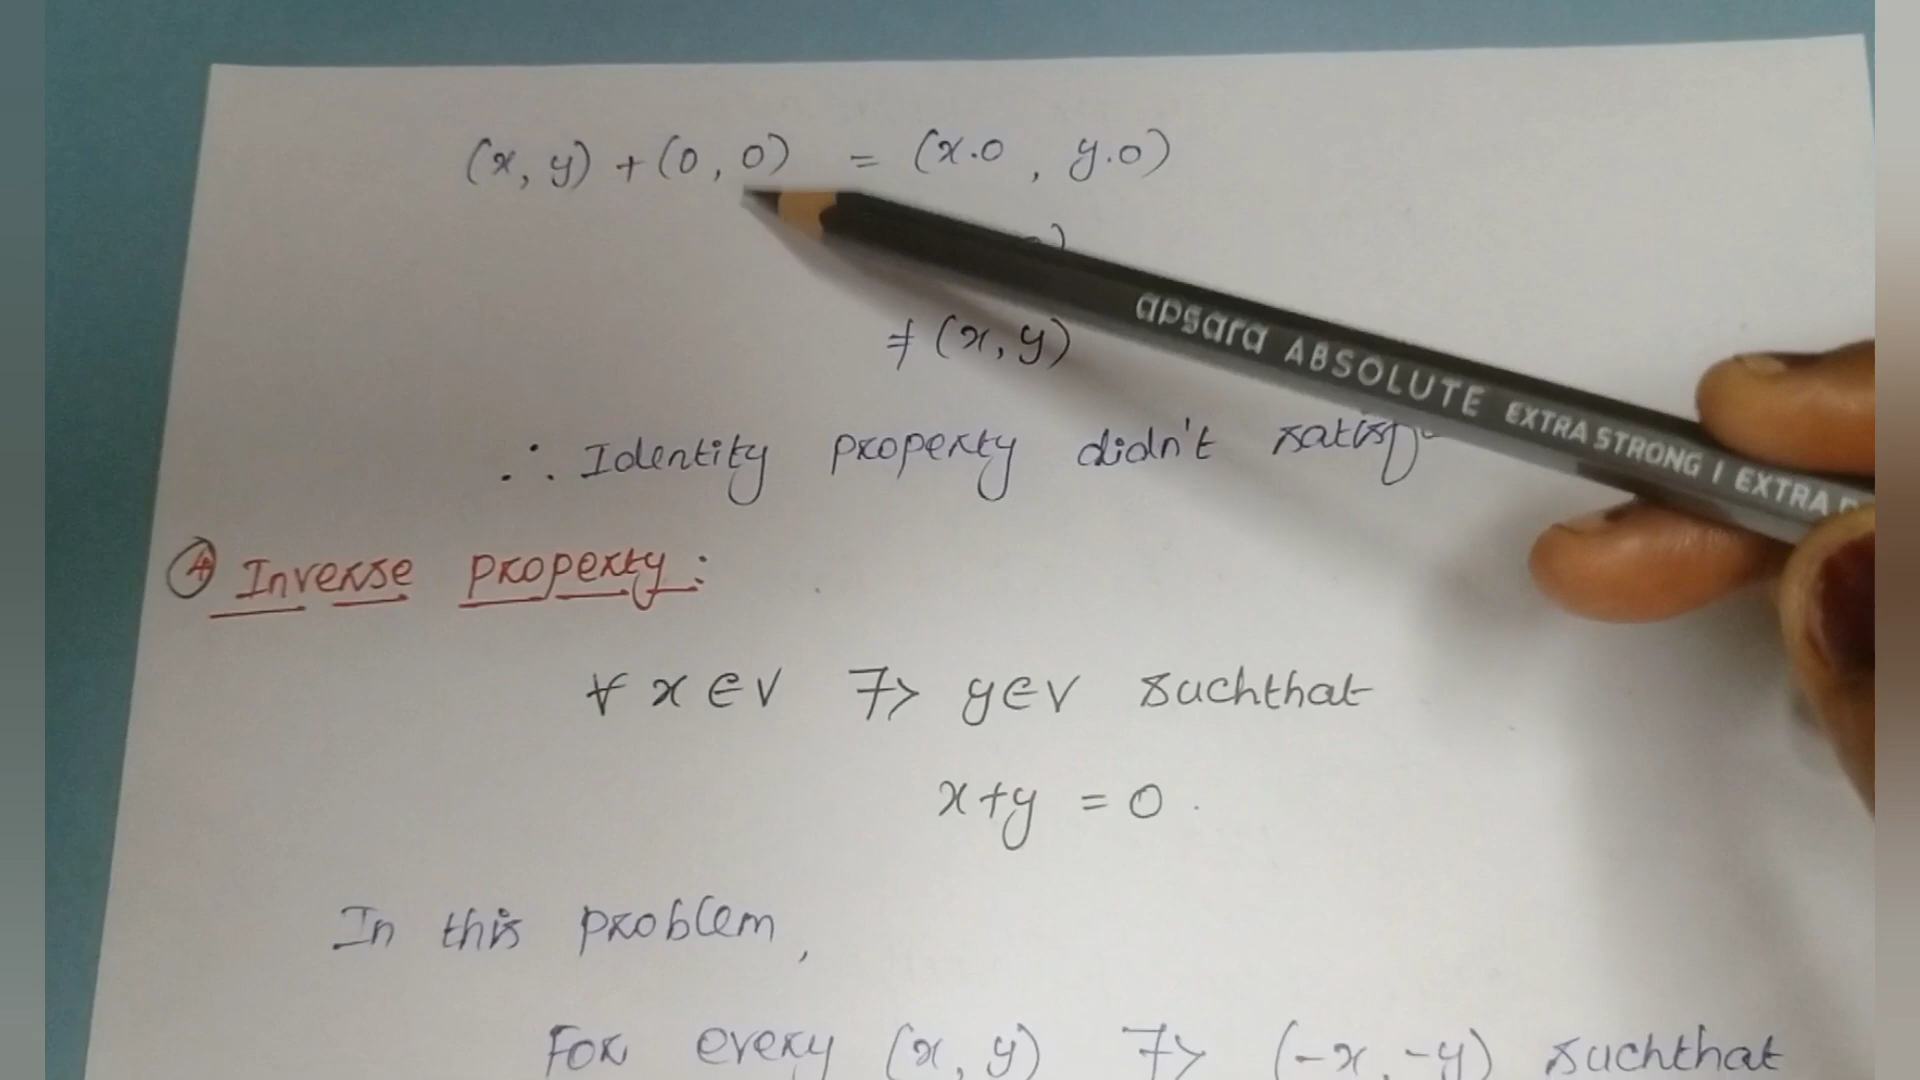 (x, y) + (0, 0) = (x.0 , y.0)
≠ (x, y)
∴ Identity property didn't
apsara ABSOLUTE EXTRA STRONG | EXTRA
④ Inverse property:
∀ x ∈ V ∃> y ∈ V suchthat
x+y = 0.
In this problem,
For every (x, y) ∃> (-x, -y) suchthat